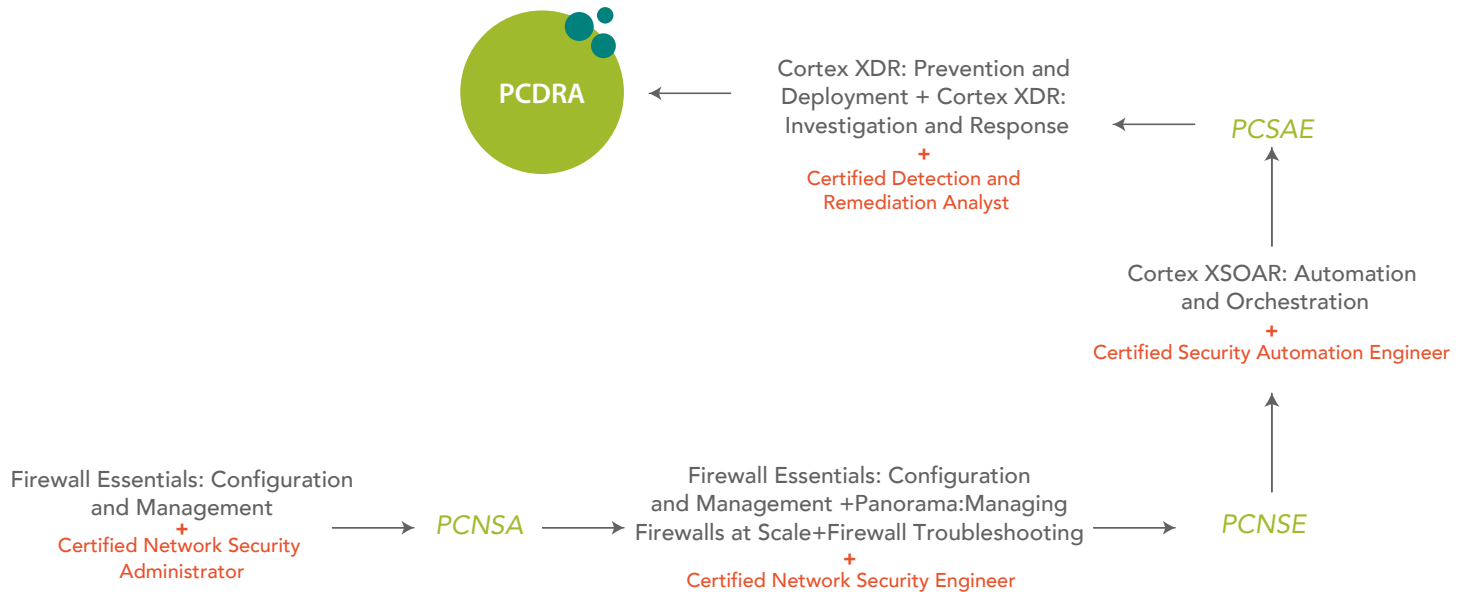 PCDRA
Cortex XDR: Prevention and
Deployment + Cortex XDR:
Investigation and Response
+
Certified Detection and
Remediation Analyst
PCSAE
Cortex XSOAR: Automation
and Orchestration
+
Certified Security Automation Engineer
Firewall Essentials: Configuration
and Management
+
Certified Network Security
Administrator
PCNSA
Firewall Essentials: Configuration
and Management +Panorama:Managing
Firewalls at Scale+Firewall Troubleshooting
+
Certified Network Security Engineer
PCNSE